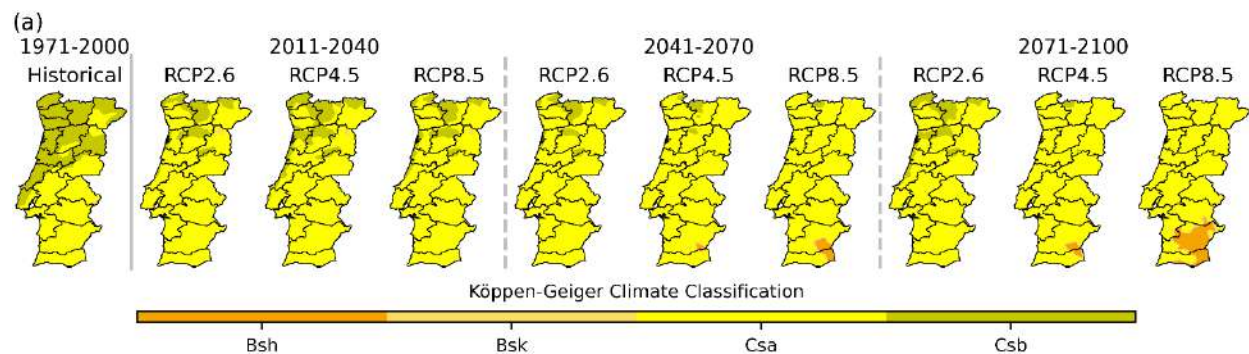 (a)
1971-2000 2011-2040 2041-2070 2071-2100
Historical RCP2.6 RCP4.5 RCP8.5 RCP2.6 RCP4.5 RCP8.5 RCP2.6 RCP4.5 RCP8.5
Köppen-Geiger Climate Classification
Bsh Bsk Csa Csb